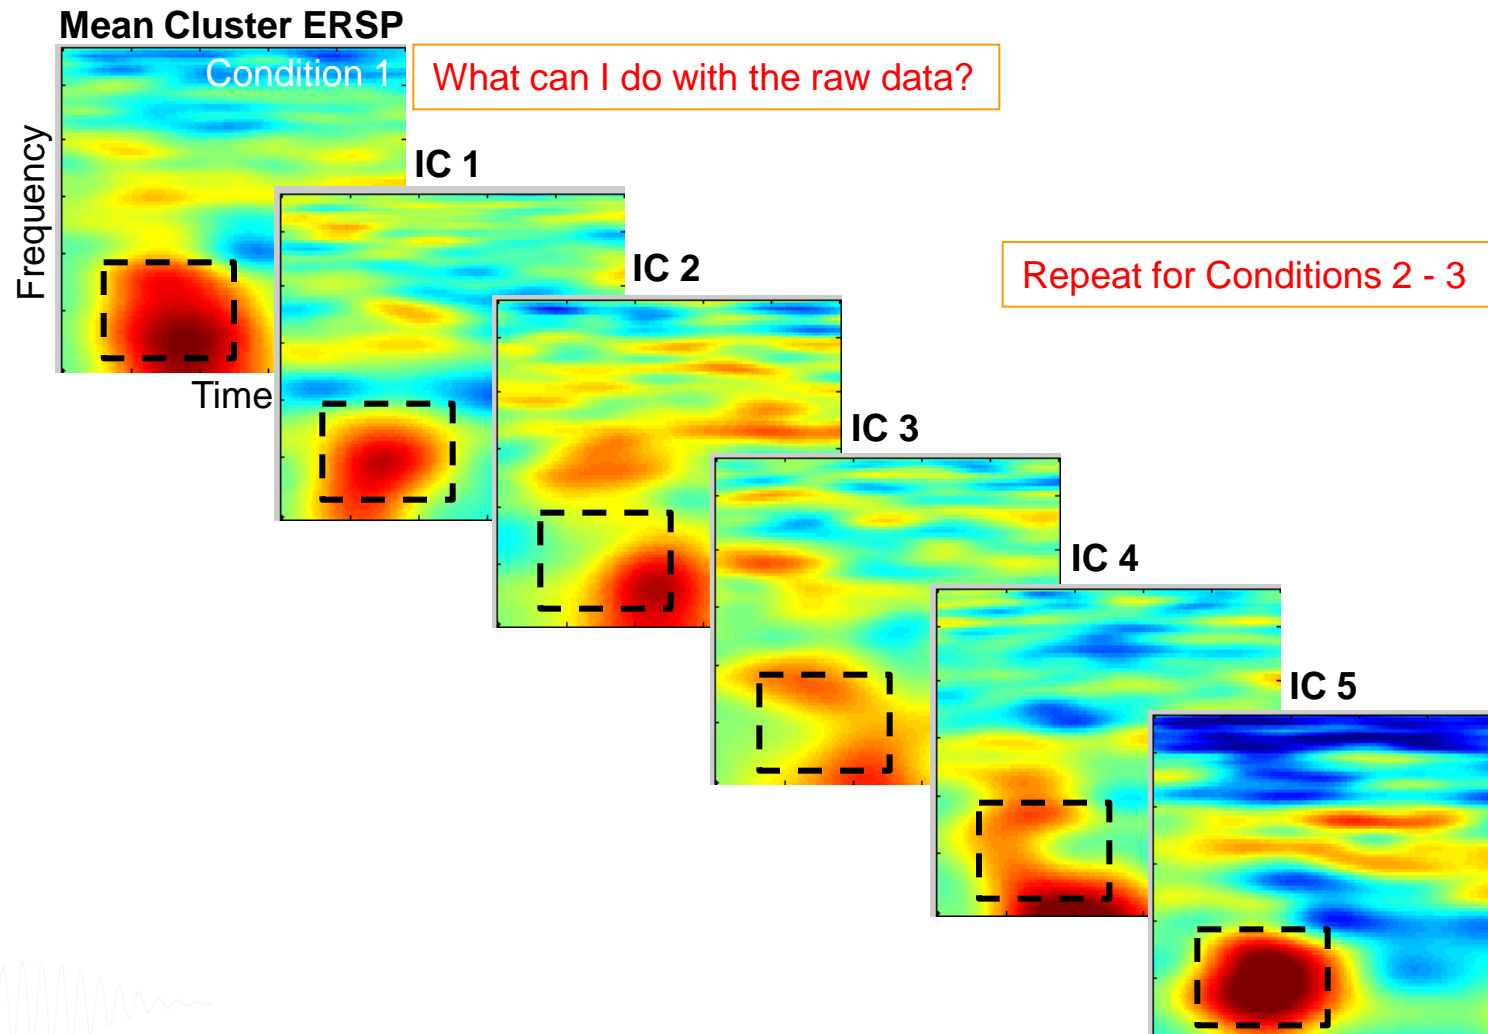 Mean Cluster ERSP
Condition 1
What can I do with the raw data?
Frequency
IC 1
IC 2
Repeat for Conditions 2 - 3
Time
IC 3
IC 4
IC 5